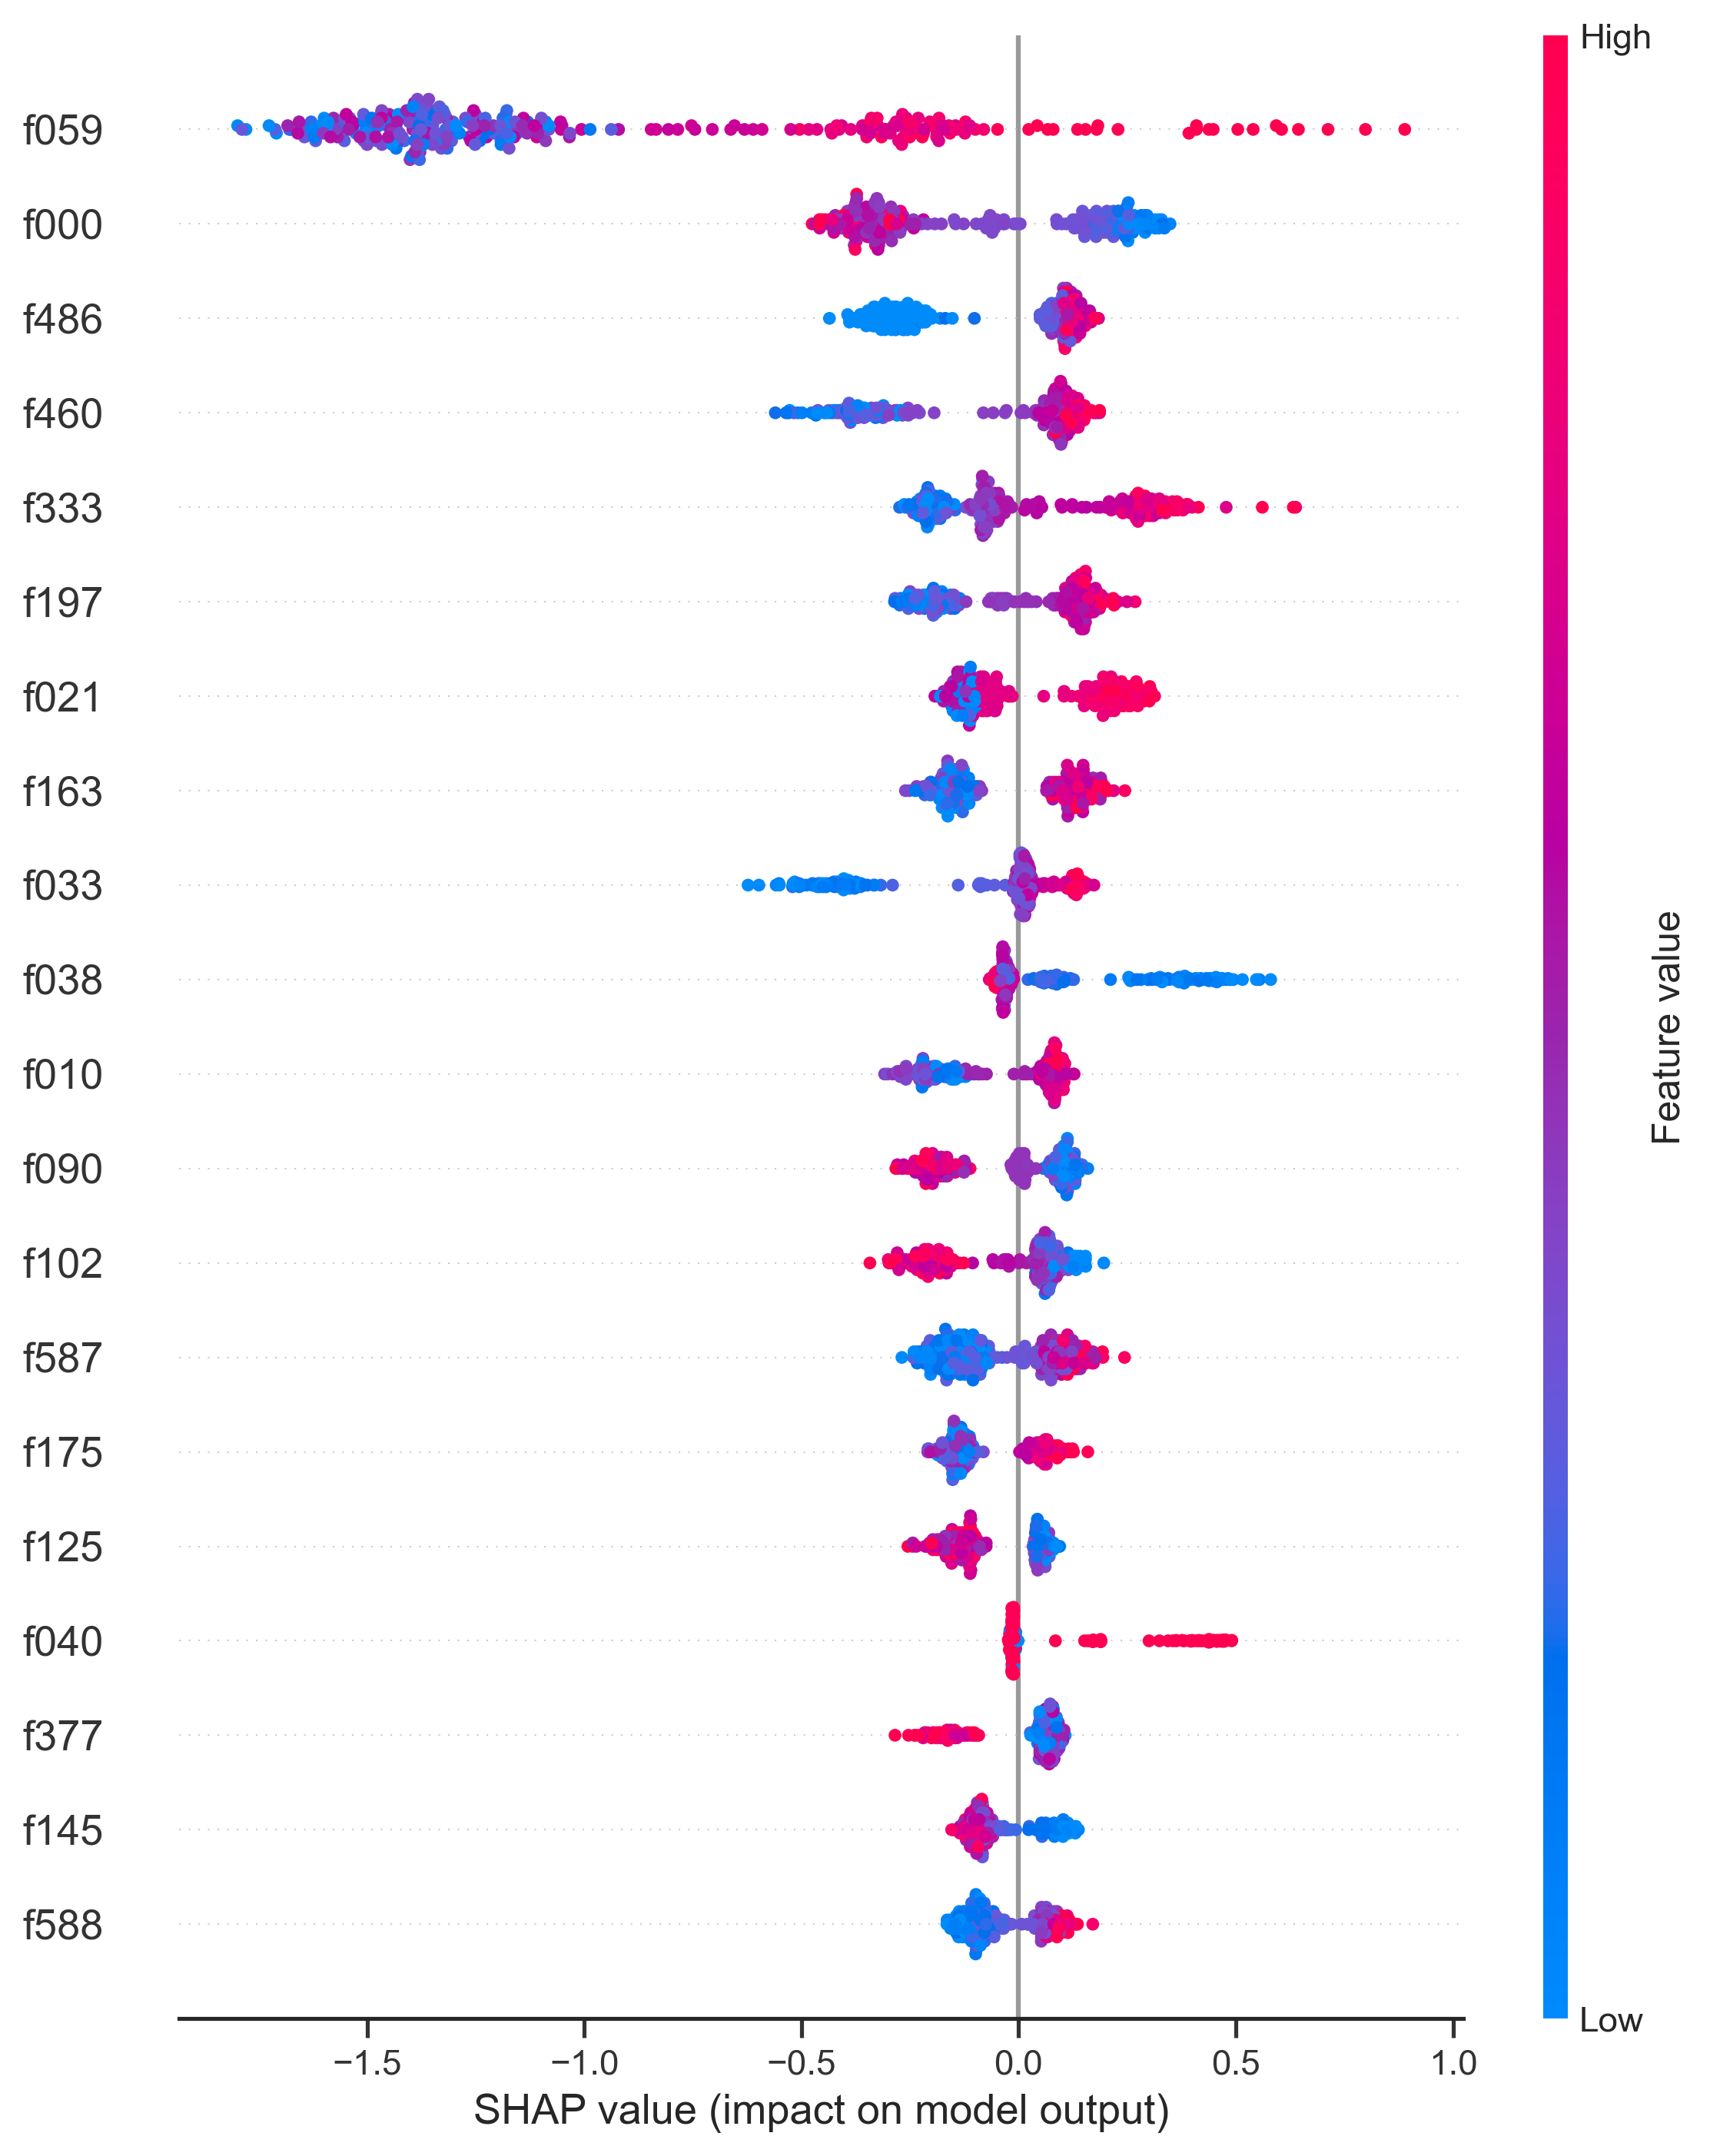 High
f059
f000
f486
f460
f333
f197
f021
f163
f033
f038
f010
f090
f102
f587
f175
f125
f040
f377
f145
f588
Feature value
Low
−1.5 −1.0 −0.5 0.0 0.5 1.0
SHAP value (impact on model output)